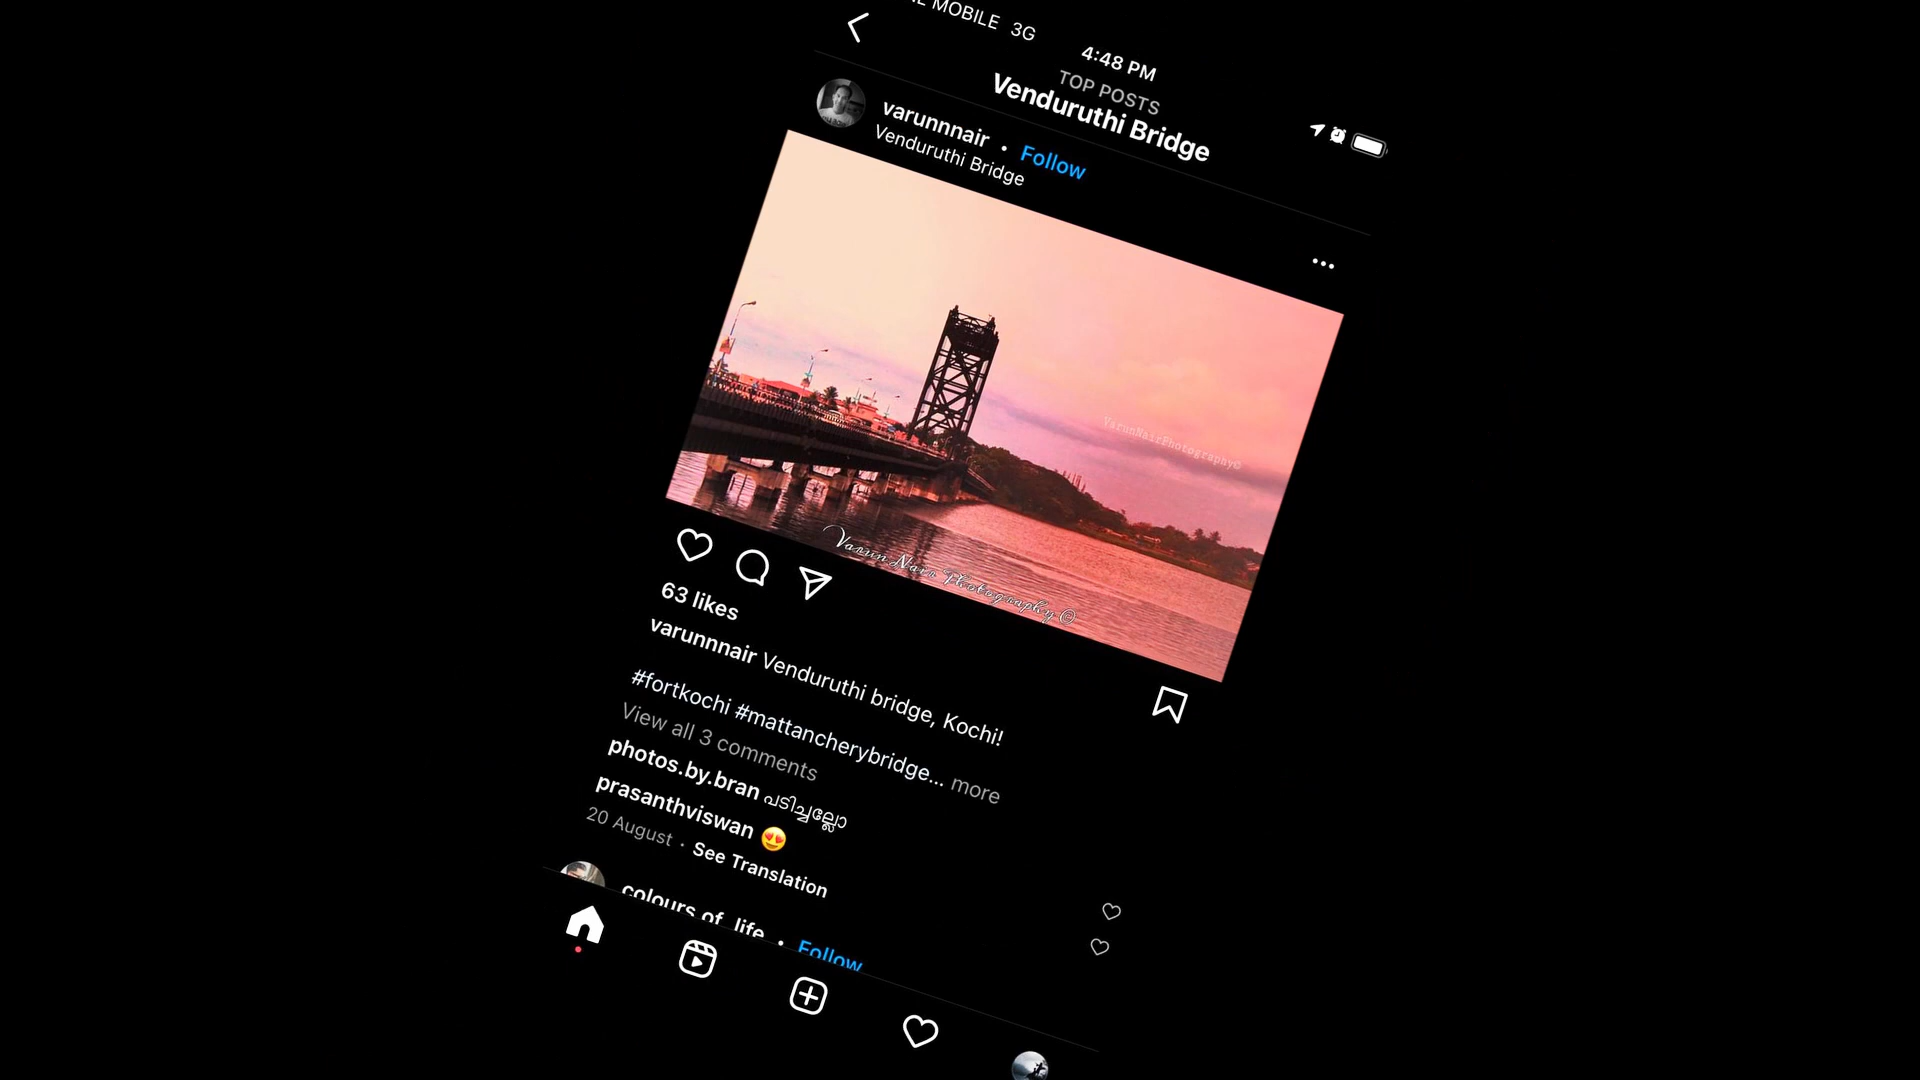 MOBILE 3G
4:48 PM
TOP POSTS
Venduruthi Bridge
varunnnair • Follow
Venduruthi Bridge
VarunNairPhotography©
Varun Nair Photography©
63 likes
varunnnair Venduruthi bridge, Kochi!
#fortkochi #mattancherybridge... more
View all 3 comments
photos.by.bran പടിച്ചല്ലോ
prasanthviswan 😍
20 August • See Translation
colours_of_life • Follow